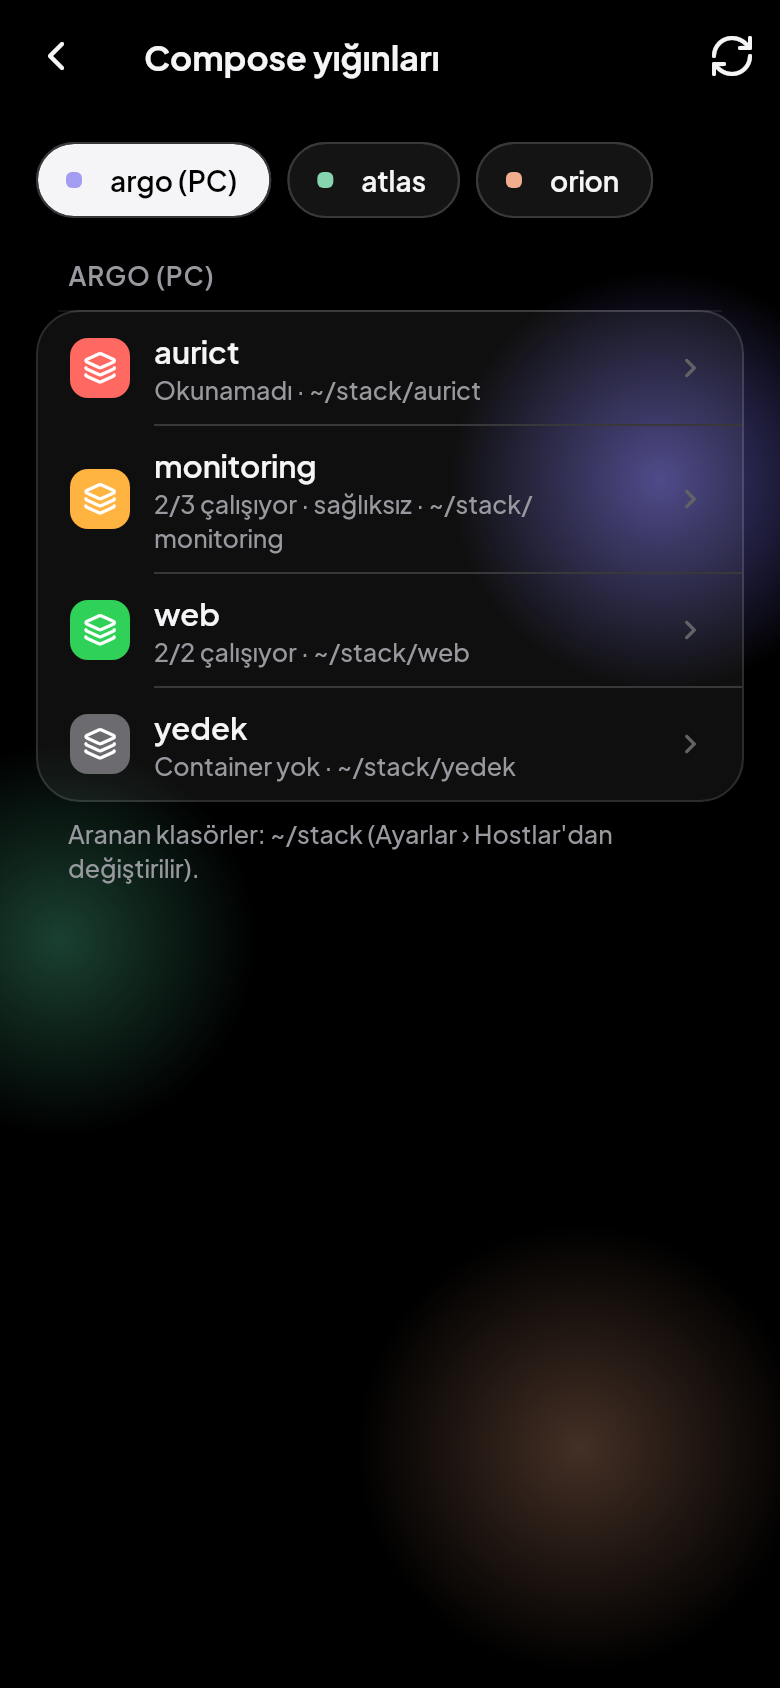 Compose yığınları
argo (PC)
atlas
orion
ARGO (PC)
aurict
Okunamadı · ~/stack/aurict
monitoring
2/3 çalışıyor · sağlıksız · ~/stack/
monitoring
web
2/2 çalışıyor · ~/stack/web
yedek
Container yok · ~/stack/yedek
Aranan klasörler: ~/stack (Ayarlar › Hostlar'dan
değiştirilir).